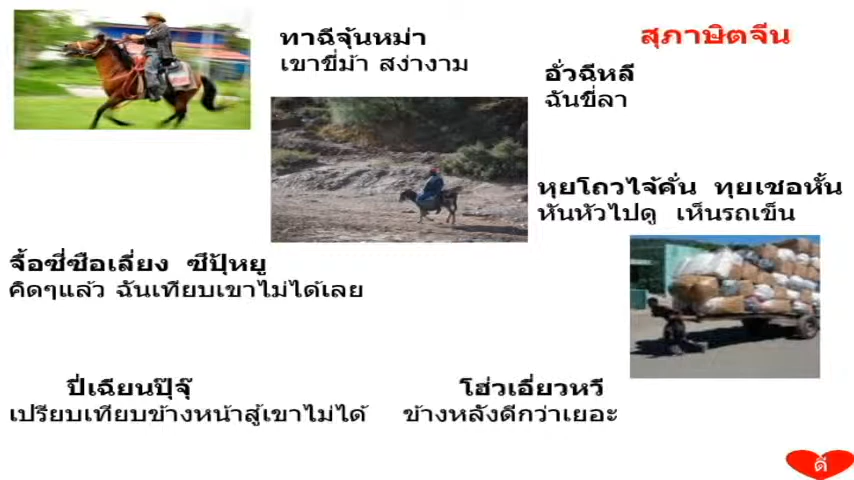 สุภาษิตจีน
ทาฉีจุ้นหม่า
เขาขี่ม้า สง่างาม
อั่วฉีหลี
ฉันขี่ลา
หุยโถวไจ้คั่น ทุยเชอหั้น
หันหัวไปดู เห็นรถเข็น
จื้อซี่ซือเลี่ยง ซีปุ้หยู
คิดๆแล้ว ฉันเทียบเขาไม่ได้เลย
ปี่เฉียนปุ๊จุ๊
เปรียบเทียบข้างหน้าสู้เขาไม่ได้
โฮ่วเอี่ยวหวี
ข้างหลังดีกว่าเยอะ
ดี